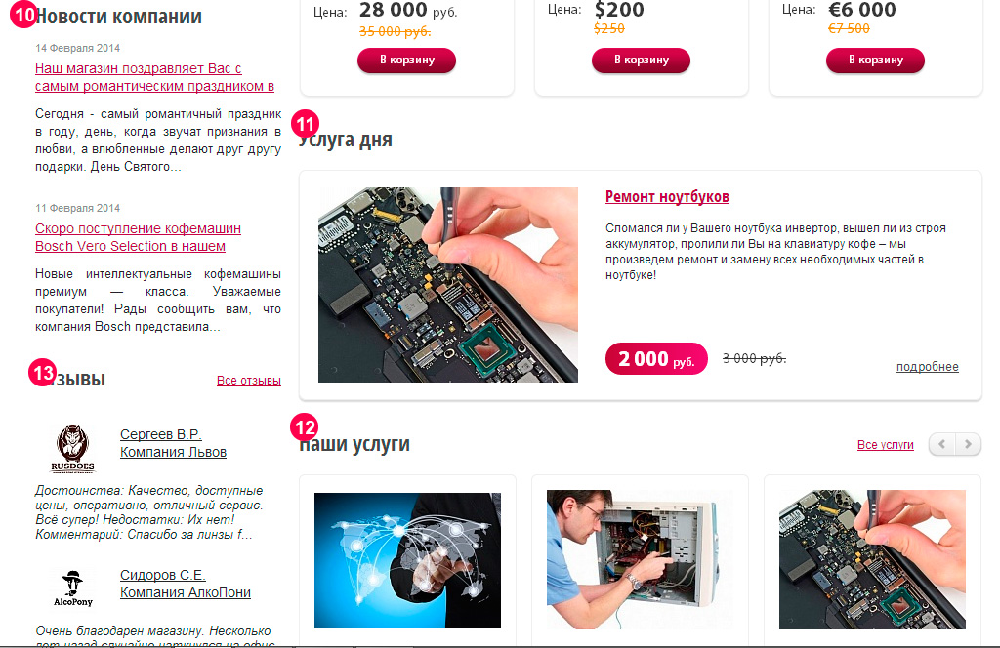 10 Новости компании
14 Февраля 2014
Наш магазин поздравляет Вас с
самым романтическим праздником в
Сегодня - самый романтичный праздник
в году, день, когда звучат признания в
любви, а влюбленные делают друг другу
подарки. День Святого...
11 Февраля 2014
Скоро поступление кофемашин
Bosch Vero Selection в нашем
Новые интеллектуальные кофемашины
премиум — класса. Уважаемые
покупатели! Рады сообщить вам, что
компания Bosch представила...
13 Отзывы
Все отзывы
RUSDOES
Сергеев В.Р.
Компания Львов
Достоинства: Качество, доступные
цены, оперативно, отличный сервис.
Всё супер! Недостатки: Их нет!
Комментарий: Спасибо за линзы f...
AlcoPony
Сидоров С.Е.
Компания АлкоПони
Очень благодарен магазину. Несколько
лет назад случайно наткнулся на офис
Цена: 28 000 руб.
35 000 руб.
В корзину
Цена: $200
$250
В корзину
Цена: €6 000
€7 500
В корзину
11 Услуга дня
Ремонт ноутбуков
Сломался ли у Вашего ноутбука инвертор, вышел ли из строя
аккумулятор, пролили ли Вы на клавиатуру кофе – мы
произведем ремонт и замену всех необходимых частей в
ноутбуке!
2 000 руб.
3 000 руб.
подробнее
12 Наши услуги
Все услуги